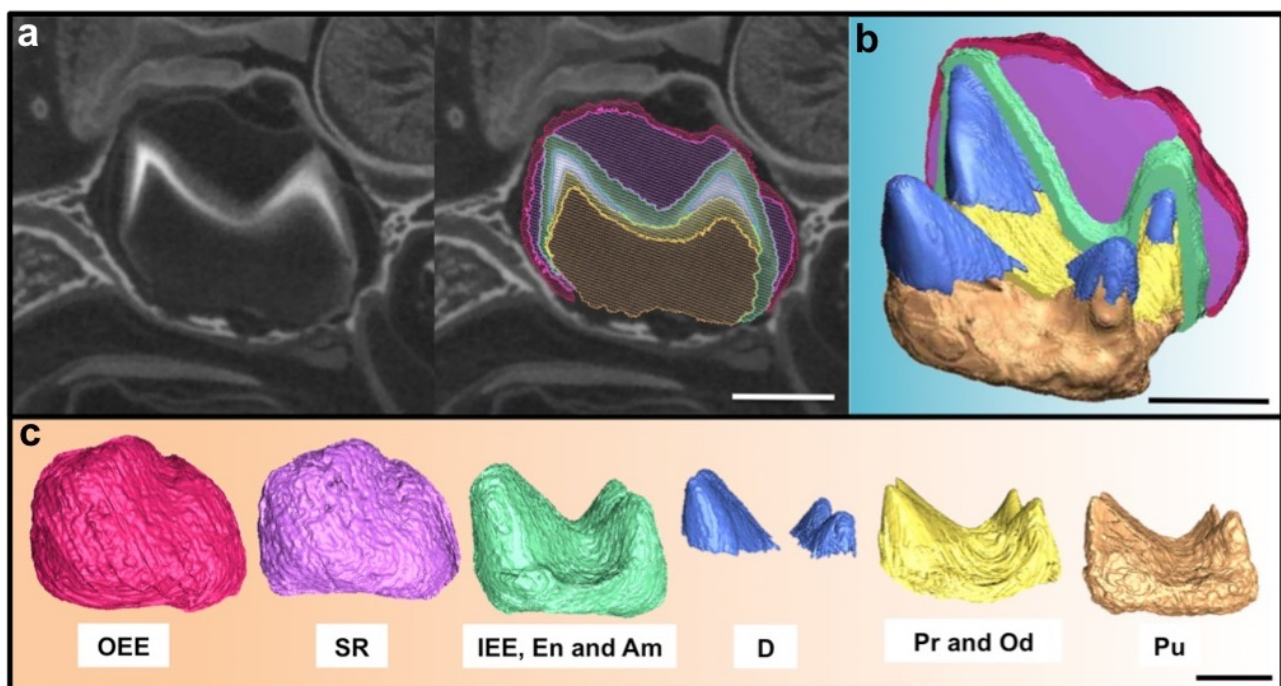 a
b
c
OEE
SR
IEE, En and Am
D
Pr and Od
Pu